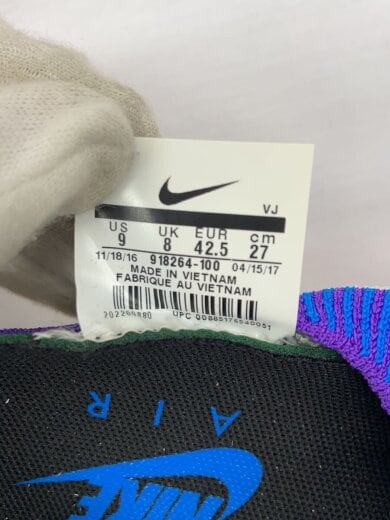 VJ
US UK EUR cm
9 8 42.5 27
11/18/16 918264-100 04/15/17
MADE IN VIETNAM
FABRIQUE AU VIETNAM
AIR
NIKE